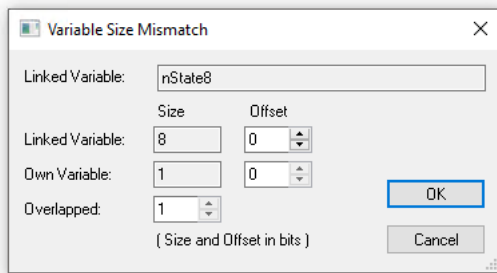 Variable Size Mismatch
Linked Variable: nState8
Size Offset
Linked Variable: 8 0
Own Variable: 1 0
Overlapped: 1
( Size and Offset in bits )
OK
Cancel